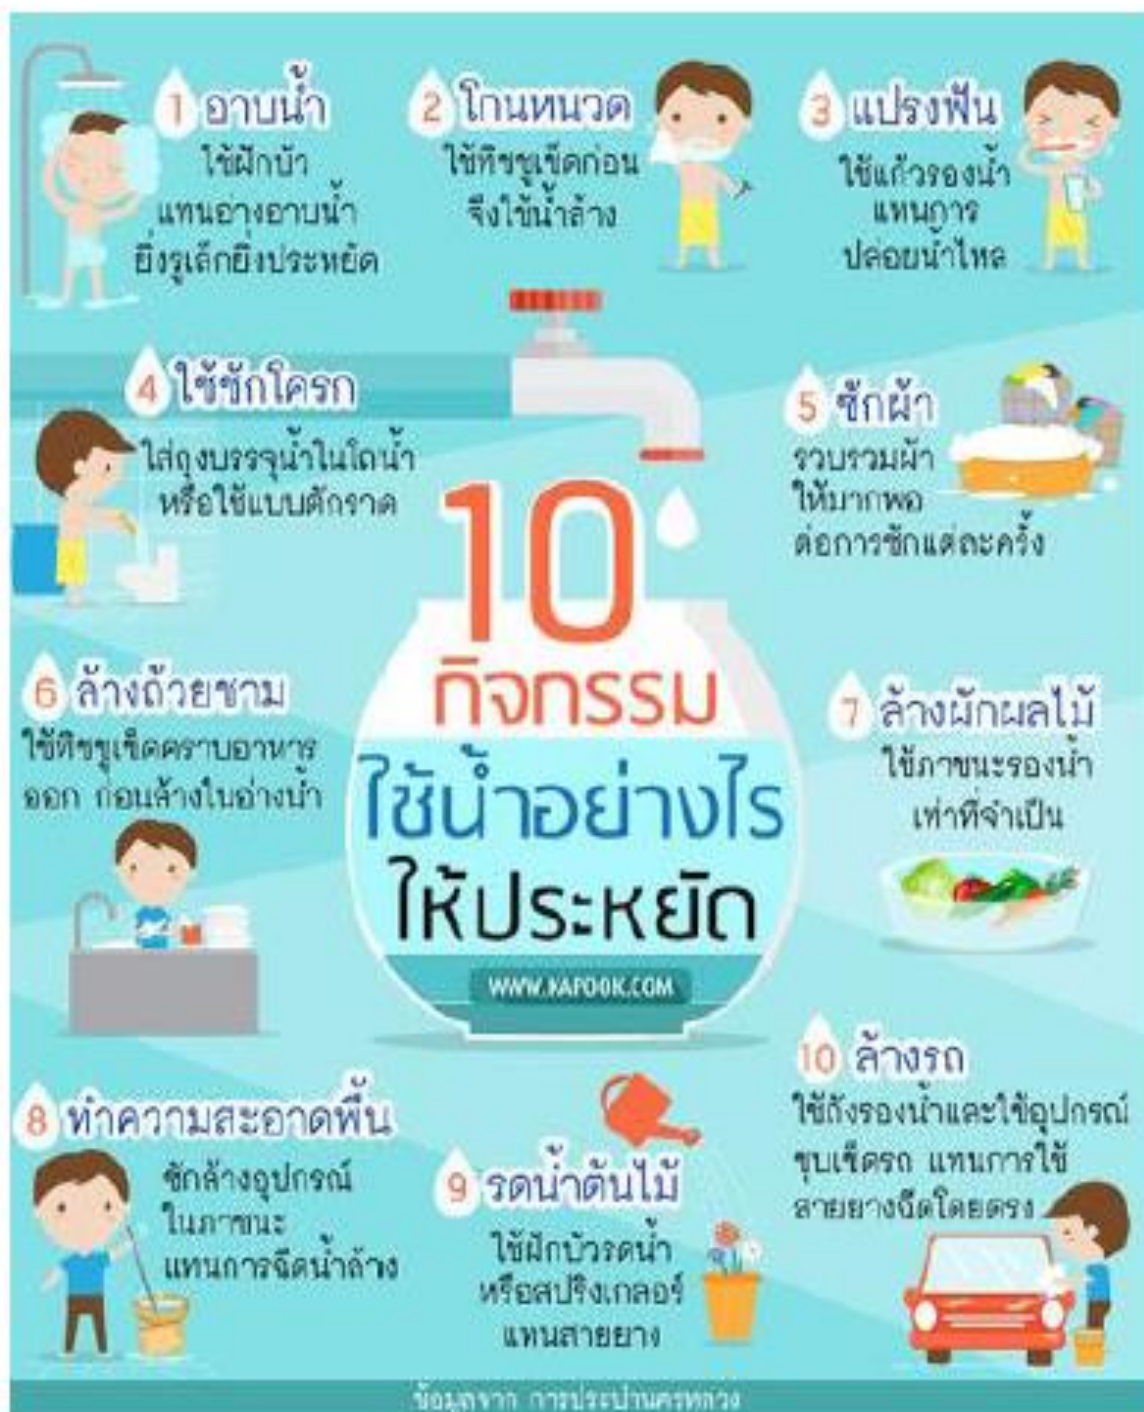 1 อาบน้ำ
ใช้ฝักบัว
แทนอ่างอาบน้ำ
ยิ่งรูเล็กยิ่งประหยัด
2 โกนหนวด
ใช้ทิชชูเช็ดก่อน
จึงใช้น้ำล้าง
3 แปรงฟัน
ใช้แก้วรองน้ำ
แทนการ
ปล่อยน้ำไหล
4 ใช้ชักโครก
ใส่ถุงบรรจุน้ำในโถน้ำ
หรือใช้แบบตักราด
5 ซักผ้า
รวบรวมผ้า
ให้มากพอ
ต่อการซักแต่ละครั้ง
10
กิจกรรม
ใช้น้ำอย่างไร
ให้ประหยัด
WWW.KAPOOK.COM
6 ล้างถ้วยชาม
ใช้ทิชชูเช็ดคราบอาหาร
ออก ก่อนล้างในอ่างน้ำ
7 ล้างผักผลไม้
ใช้ภาชนะรองน้ำ
เท่าที่จำเป็น
8 ทำความสะอาดพื้น
ซักล้างอุปกรณ์
ในภาชนะ
แทนการฉีดน้ำล้าง
9 รดน้ำต้นไม้
ใช้ฝักบัวรดน้ำ
หรือสปริงเกลอร์
แทนสายยาง
10 ล้างรถ
ใช้ถังรองน้ำและใช้อุปกรณ์
ชุบเช็ดรถ แทนการใช้
สายยางฉีดโดยตรง
ข้อมูลจาก การประปานครหลวง